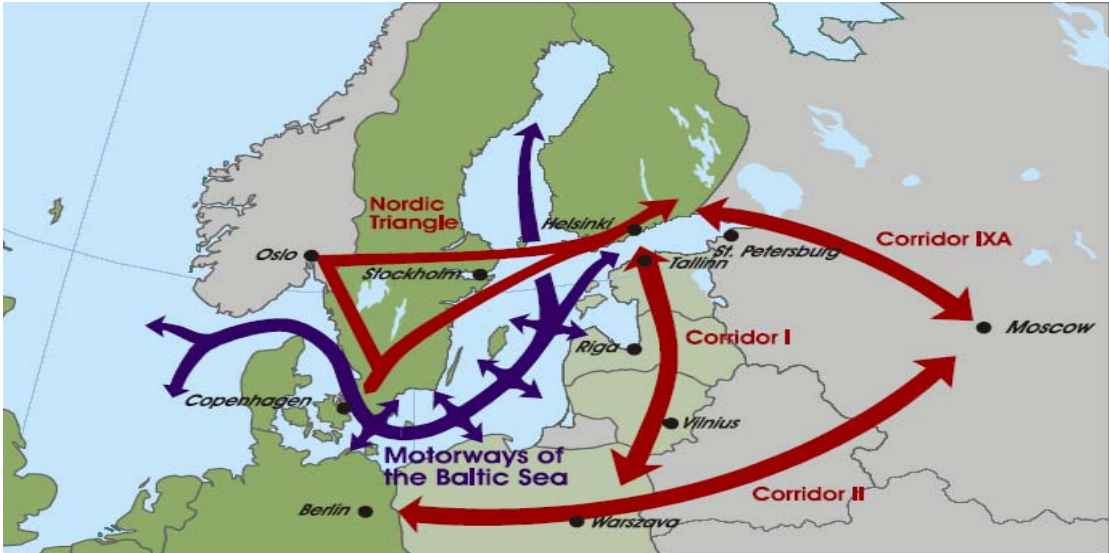 Nordic
Triangle
Helsinki
Oslo
Stockholm
Tallinn
St. Petersburg
Corridor IXA
Moscow
Riga
Corridor I
Copenhagen
Vilnius
Motorways of
the Baltic Sea
Corridor II
Berlin
Warszava